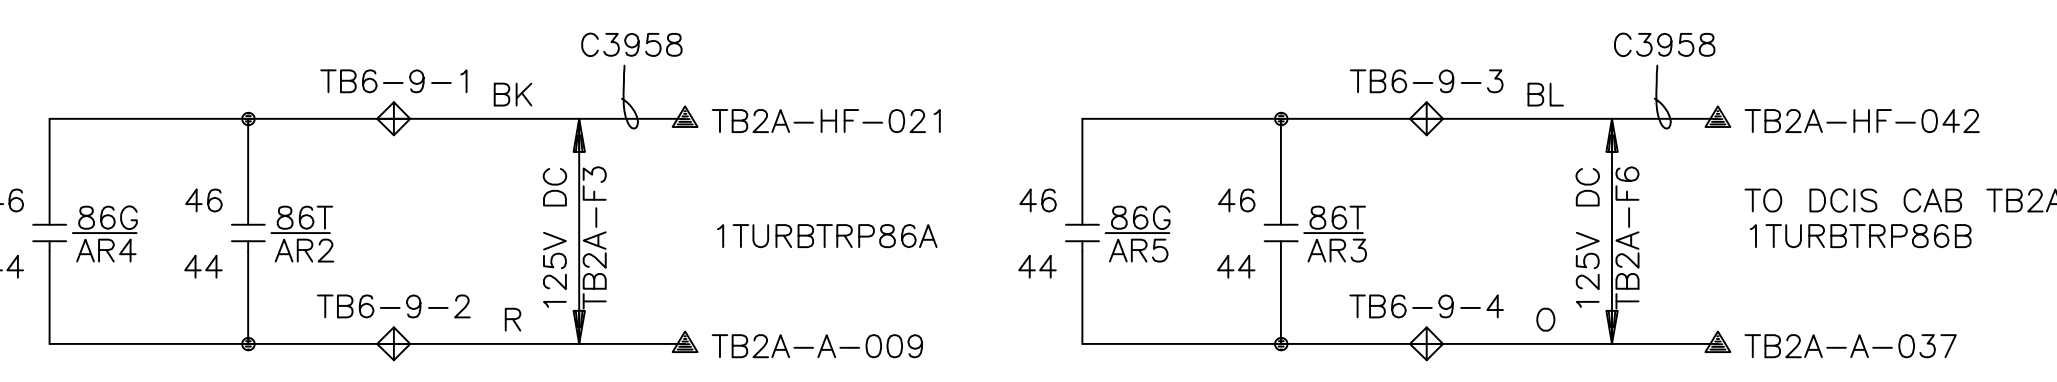 C3958
TB6-9-1
BK
TB2A-HF-021
46
86G
AR4
44
46
86T
AR2
44
125V DC
TB2A-F3
1TURBTRP86A
TB6-9-2
R
TB2A-A-009
C3958
TB6-9-3
BL
TB2A-HF-042
46
86G
AR5
44
46
86T
AR3
44
125V DC
TB2A-F6
TO DCIS CAB TB2A
1TURBTRP86B
TB6-9-4
O
TB2A-A-037